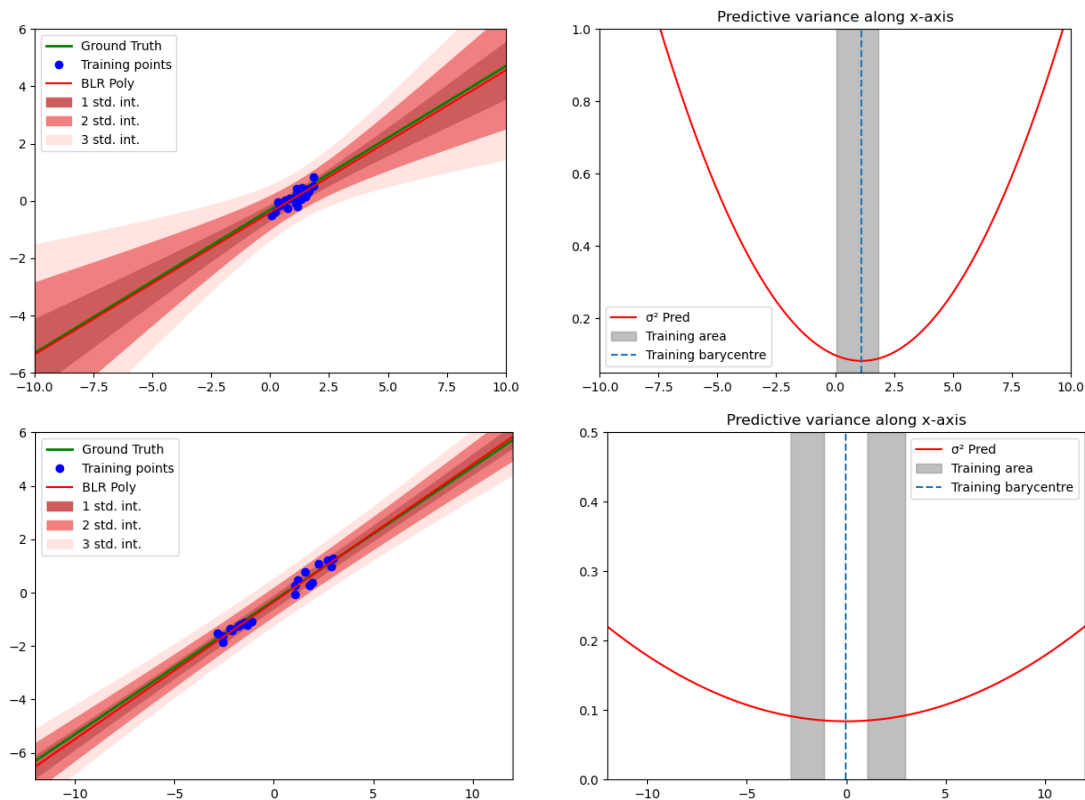 Ground Truth
Training points
BLR Poly
1 std. int.
2 std. int.
3 std. int.
6
4
2
0
−2
−4
−6
−10.0 −7.5 −5.0 −2.5 0.0 2.5 5.0 7.5 10.0
Predictive variance along x-axis
1.0
0.8
0.6
0.4
0.2
σ² Pred
Training area
Training barycentre
−10.0 −7.5 −5.0 −2.5 0.0 2.5 5.0 7.5 10.0
Ground Truth
Training points
BLR Poly
1 std. int.
2 std. int.
3 std. int.
6
4
2
0
−2
−4
−6
−10 −5 0 5 10
Predictive variance along x-axis
σ² Pred
Training area
Training barycentre
0.5
0.4
0.3
0.2
0.1
0.0
−10 −5 0 5 10